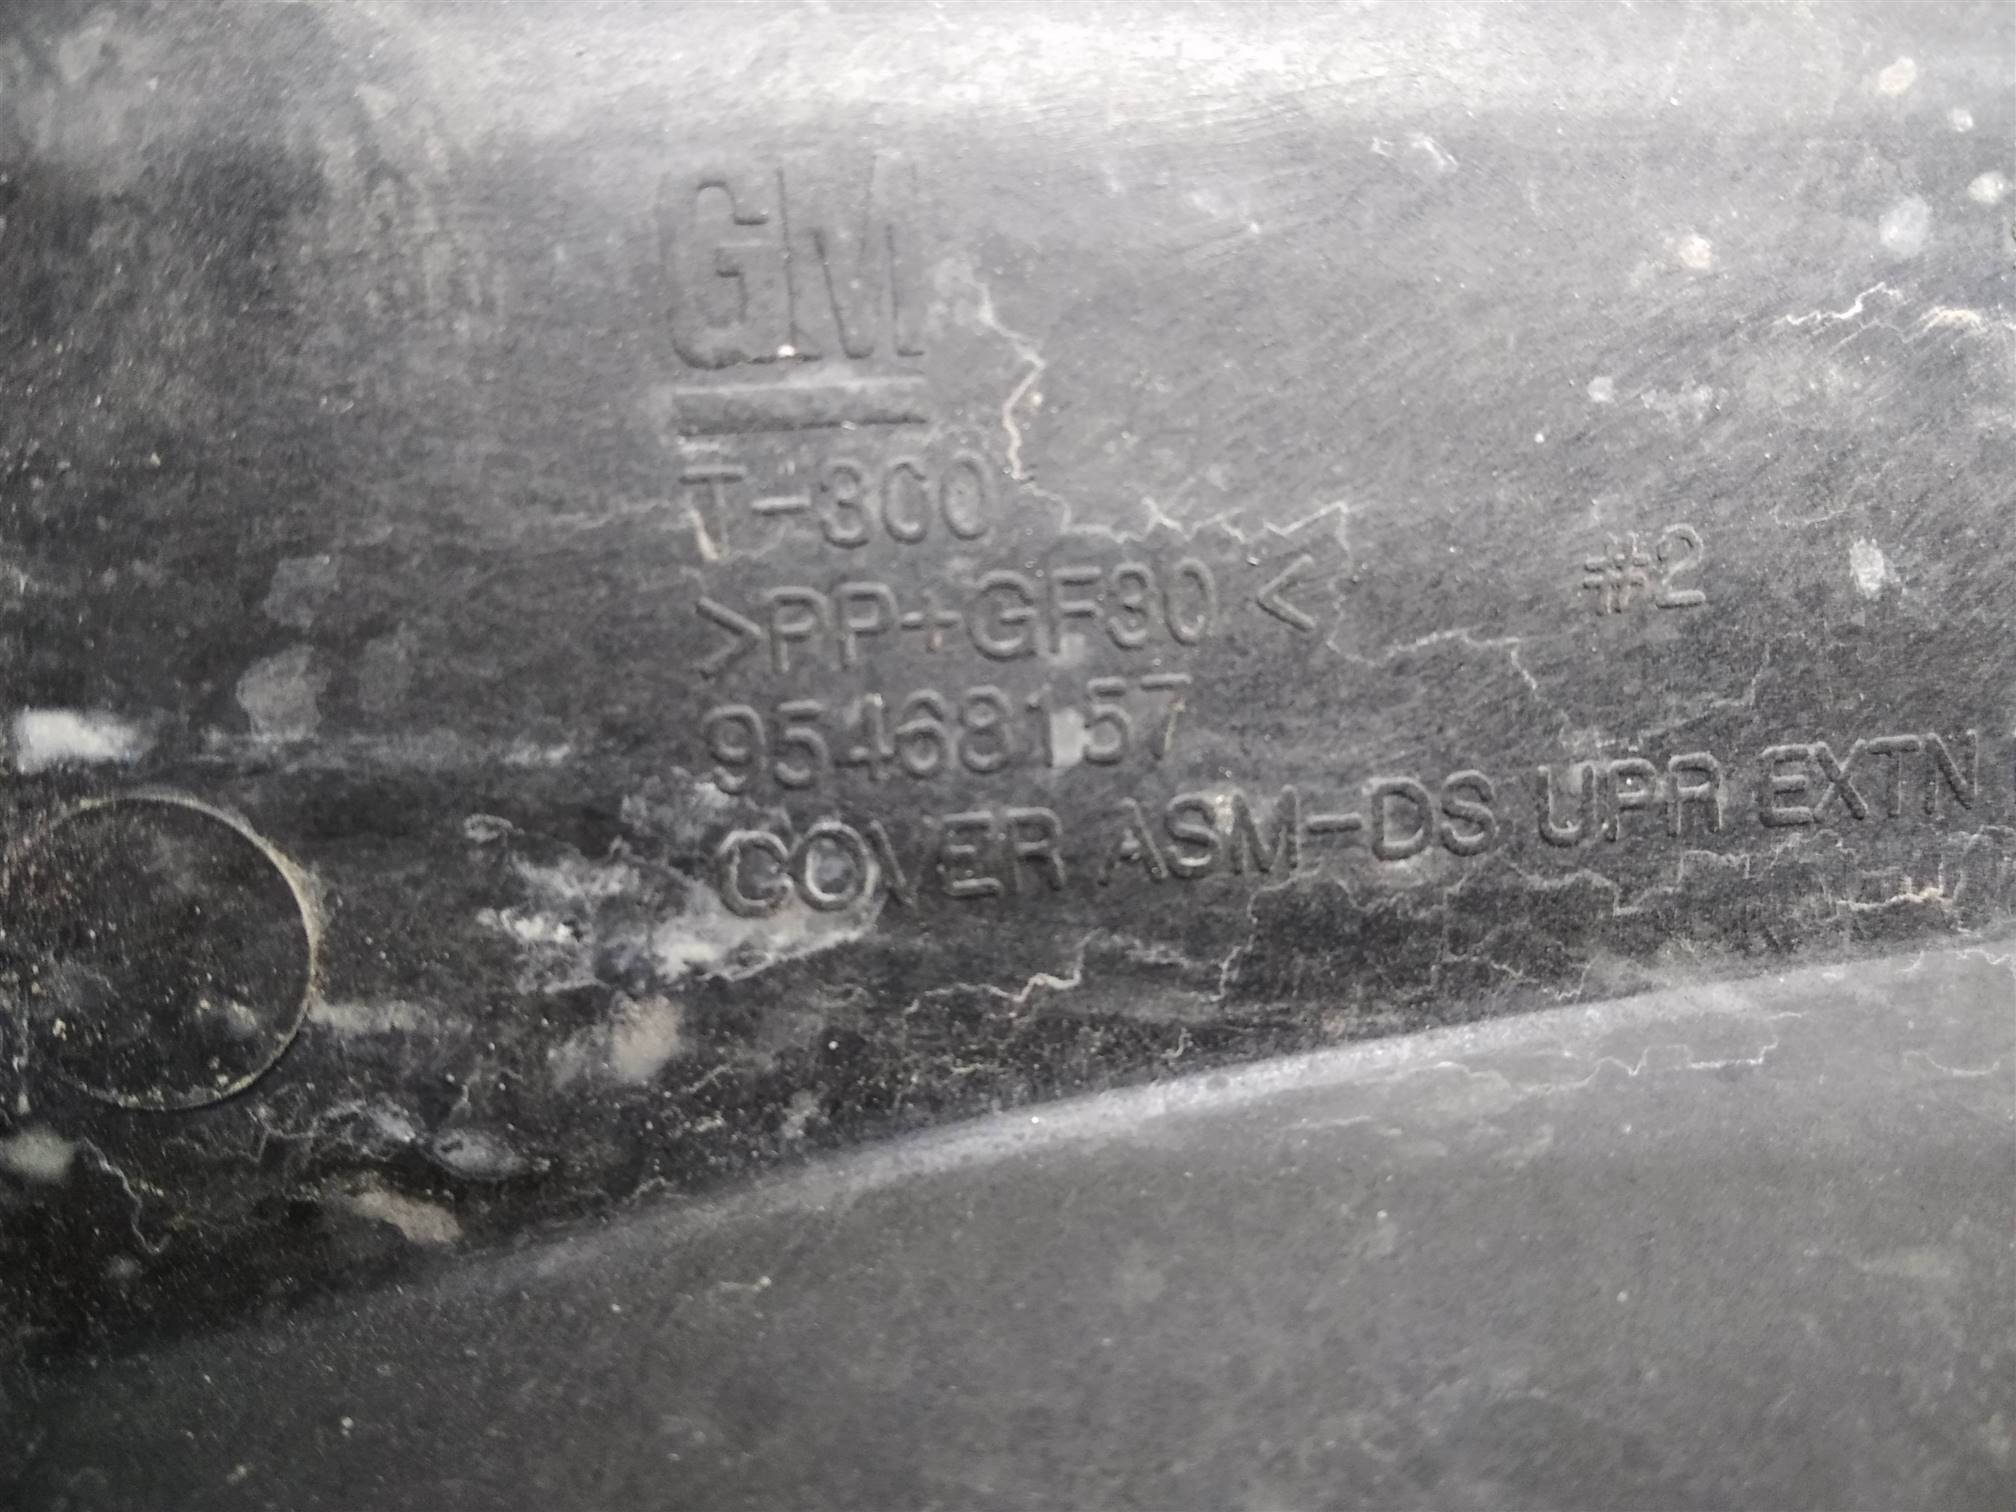 GM
T-300
>PP+GF30<
#2
95468157
COVER ASM-DS UPR EXTN